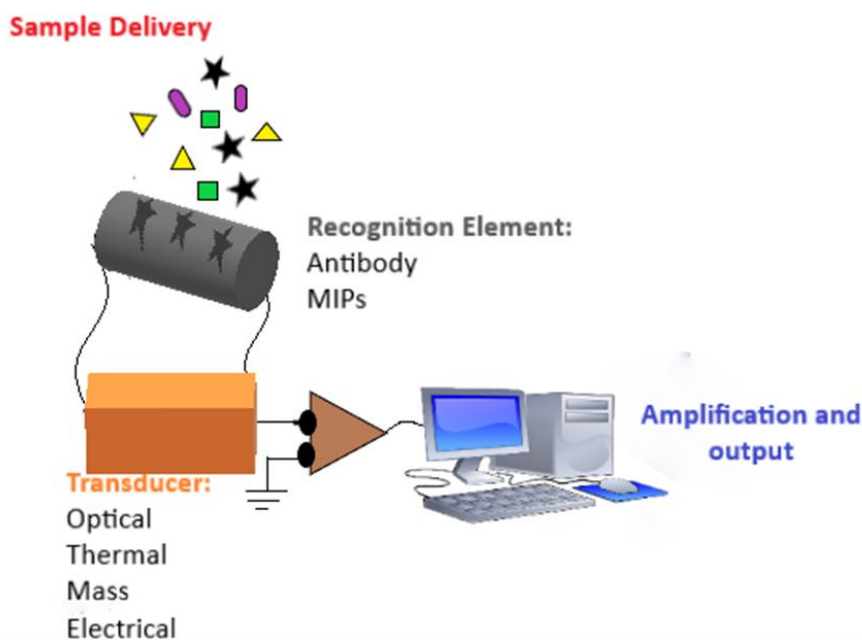 Sample Delivery
Recognition Element:
Antibody
MIPs
Amplification and
output
Transducer:
Optical
Thermal
Mass
Electrical